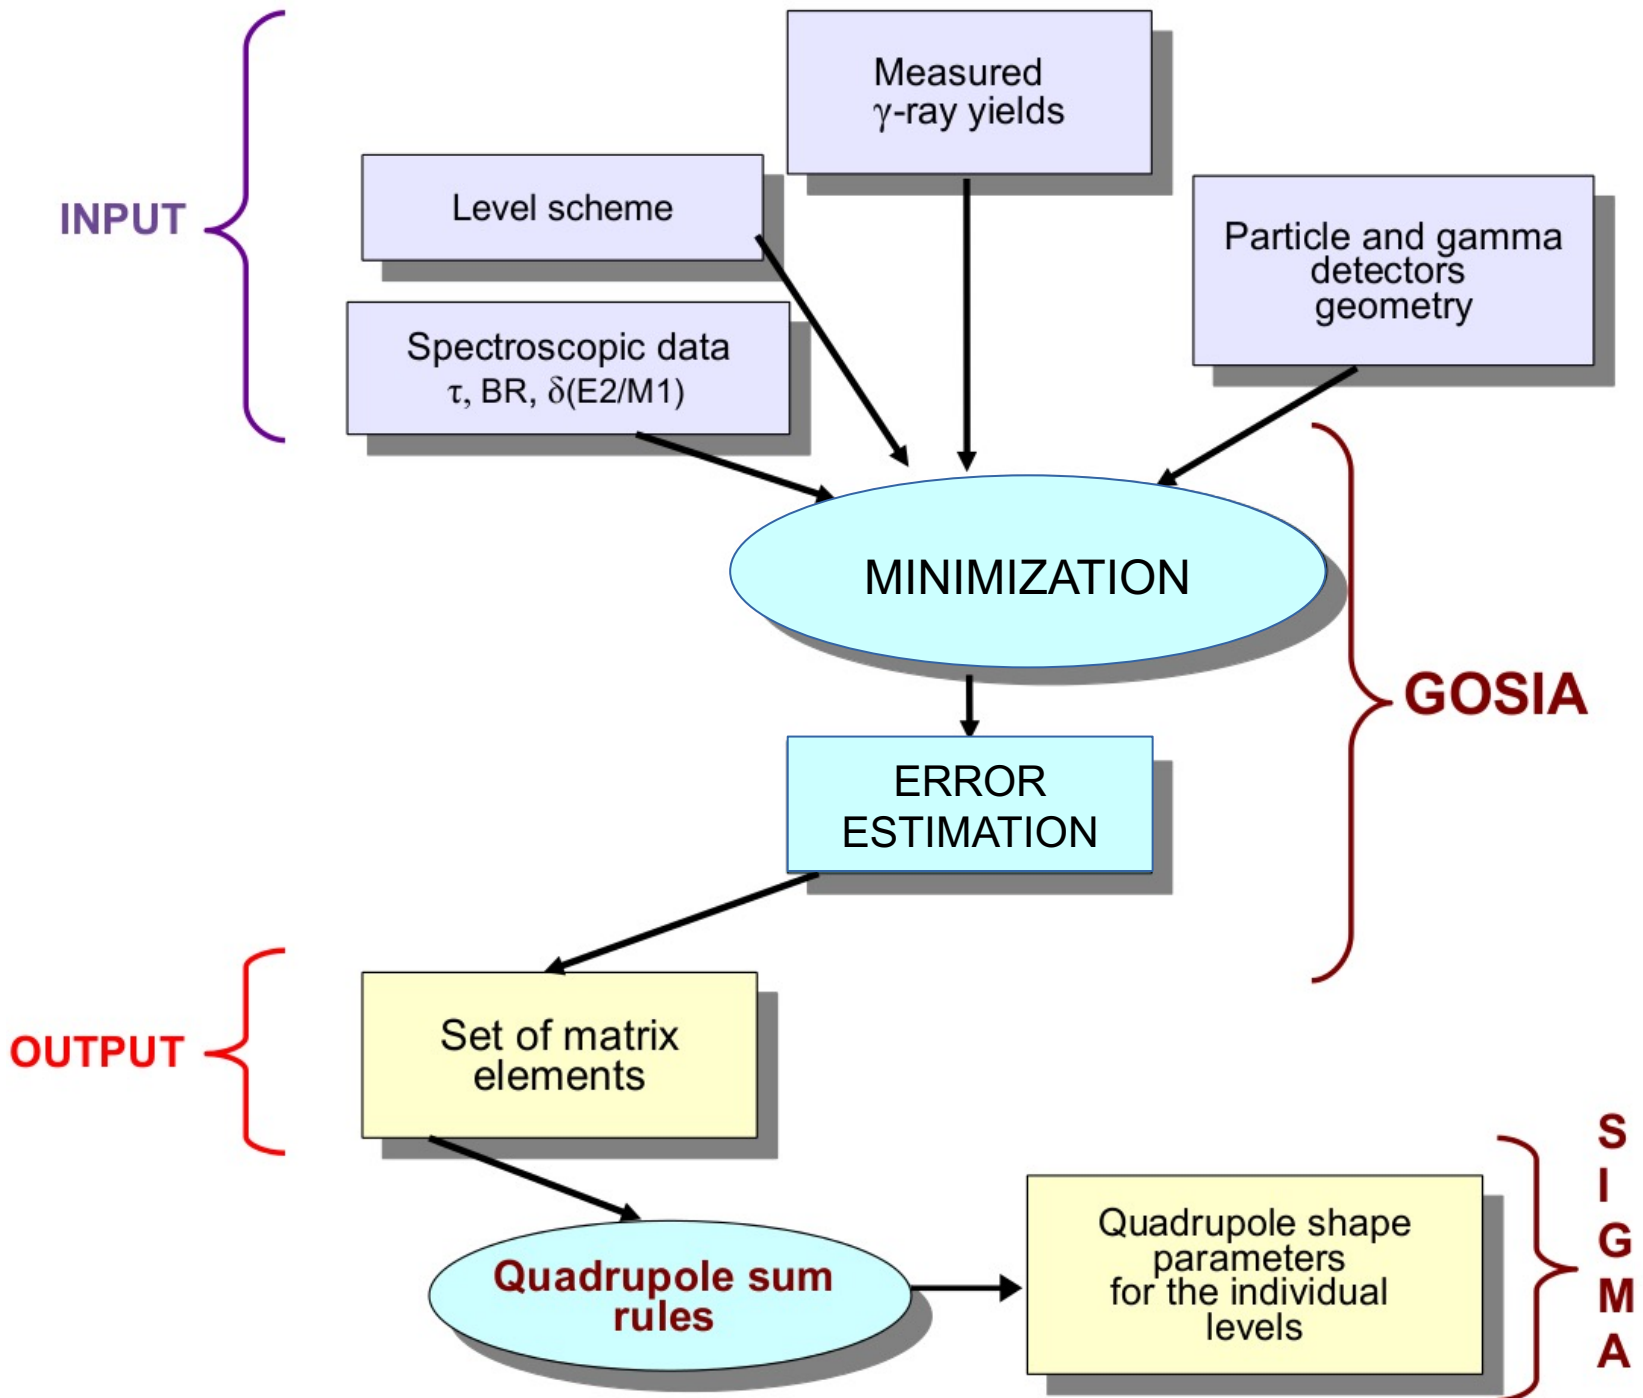 Measured
γ-ray yields
INPUT
Level scheme
Particle and gamma
detectors
geometry
Spectroscopic data
τ, BR, δ(E2/M1)
MINIMIZATION
GOSIA
ERROR
ESTIMATION
OUTPUT
Set of matrix
elements
Quadrupole sum
rules
Quadrupole shape
parameters
for the individual
levels
S
I
G
M
A